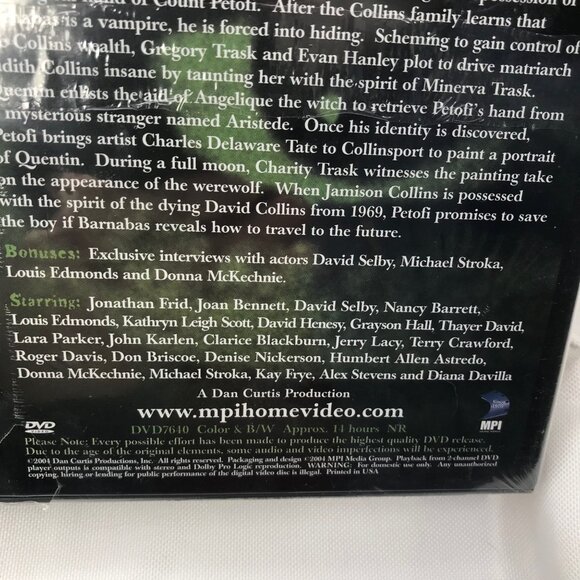 hand of Count Petofi. After the Collins family learns that
is a vampire, he is forced into hiding. Scheming to gain control of
Collins wealth, Gregory Trask and Evan Hanley plot to drive matriarch
Collins insane by taunting her with the spirit of Minerva Trask.
Quentin enlists the aid of Angelique the witch to retrieve Petofi's hand from
mysterious stranger named Aristede. Once his identity is discovered,
Petofi brings artist Charles Delaware Tate to Collinsport to paint a portrait
of Quentin. During a full moon, Charity Trask witnesses the painting take
on the appearance of the werewolf. When Jamison Collins is possessed
with the spirit of the dying David Collins from 1969, Petofi promises to save
the boy if Barnabas reveals how to travel to the future.
Bonuses: Exclusive interviews with actors David Selby, Michael Stroka,
Louis Edmonds and Donna McKechnie.
Starring: Jonathan Frid, Joan Bennett, David Selby, Nancy Barrett,
Louis Edmonds, Kathryn Leigh Scott, David Henesy, Grayson Hall, Thayer David,
Lara Parker, John Karlen, Clarice Blackburn, Jerry Lacy, Terry Crawford,
Roger Davis, Don Briscoe, Denise Nickerson, Humbert Allen Astredo,
Donna McKechnie, Michael Stroka, Kay Frye, Alex Stevens and Diana Davilla
A Dan Curtis Production
www.mpihomevideo.com
DVD VIDEO
MPI
DVD7640 Color & B/W Approx. 14 hours NR
Please Note: Every possible effort has been made to produce the highest quality DVD release.
Due to the age of the original elements, some audio and video imperfections will be experienced.
©2004 Dan Curtis Productions, Inc. All rights reserved. Packaging and design ©2004 MPI Media Group. Playback from 2-channel DVD
player outputs is compatible with stereo and Dolby Pro Logic reproduction. WARNING: For domestic use only. Any unauthorized
copying, hiring or lending for public performance of the digital video disc is illegal. Printed in USA